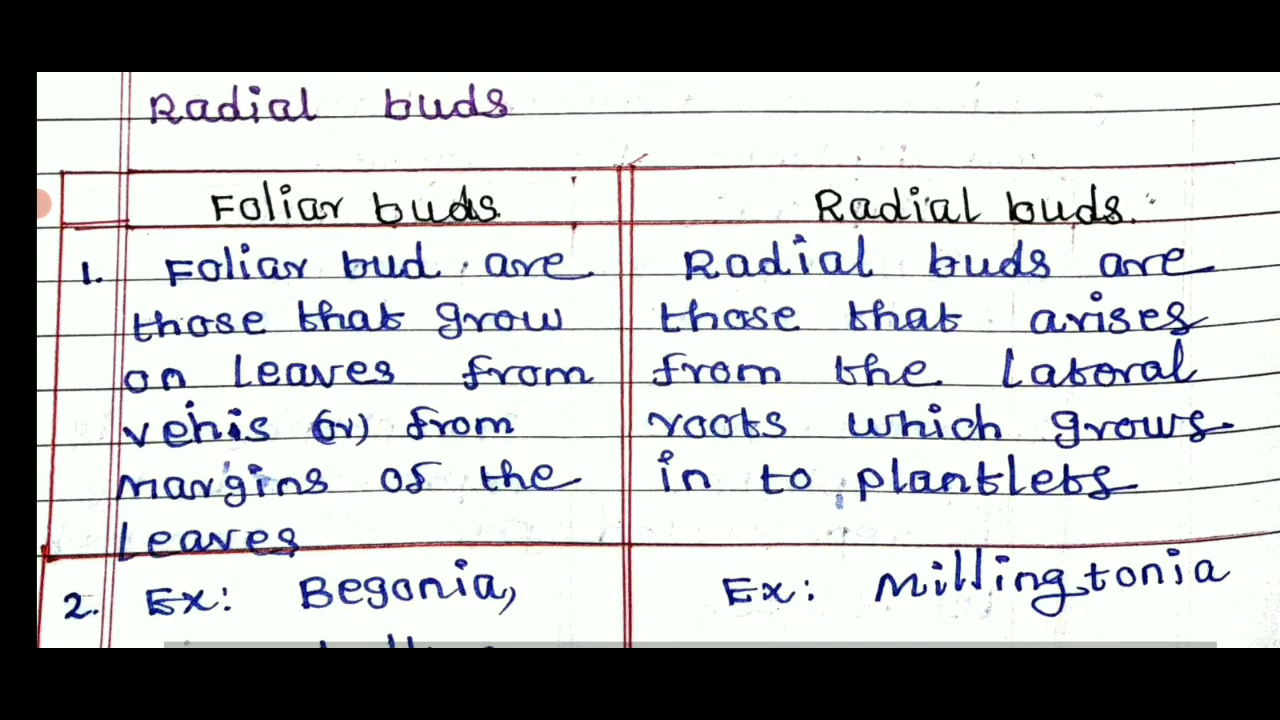 Radial buds
Foliar buds. Radial buds.
1. Foliar bud are
those that grow
on leaves from
venis (or) from
margins of the
leaves
Radial buds are
those that arises
from the latoral
roots which grows
in to plantlets
2. Ex: Begonia,
Ex: Millingtonia